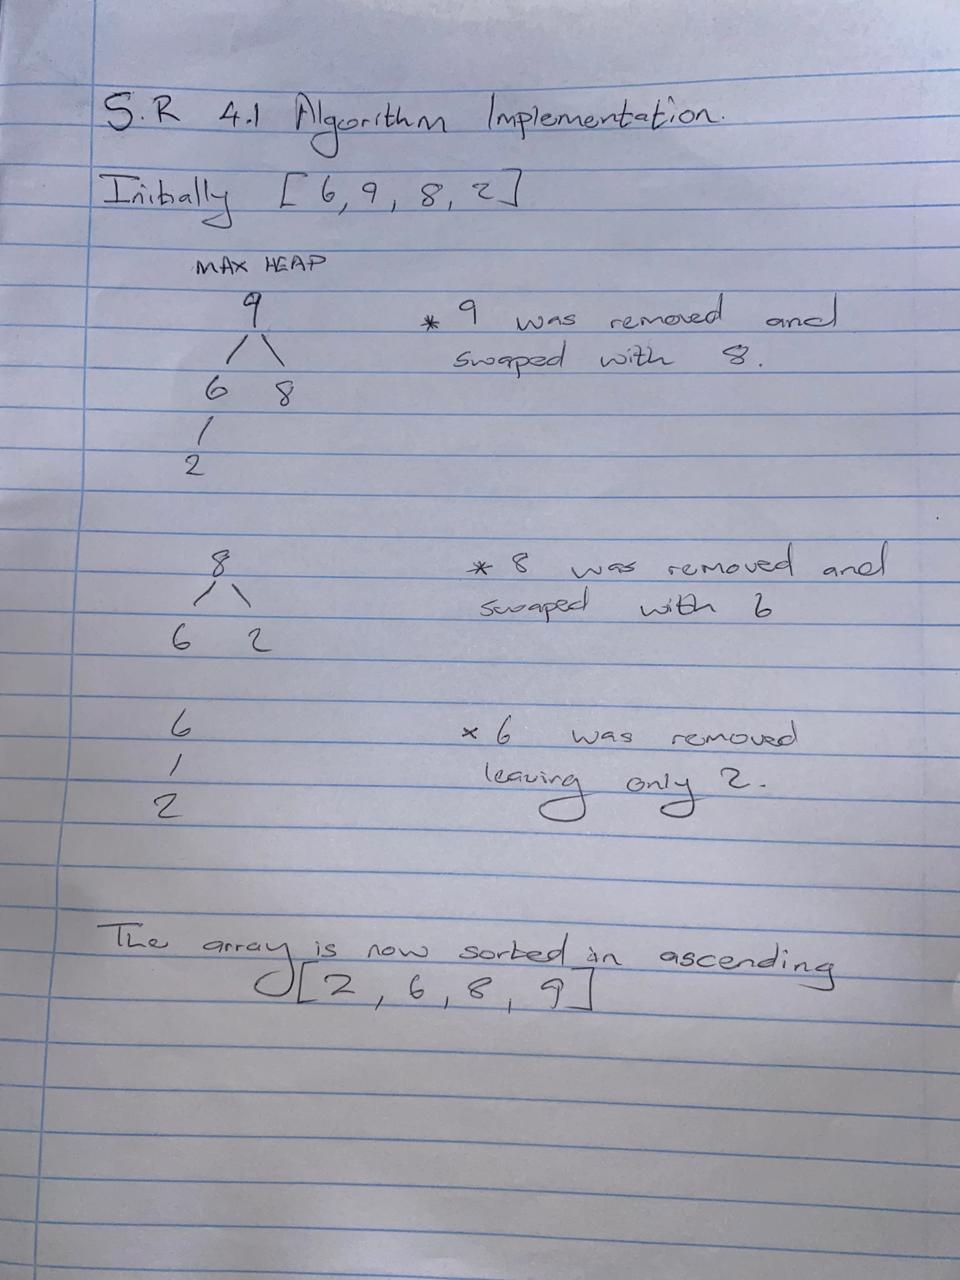 S.R 4.1 Algorithm Implementation.
Initially [6, 9, 8, 2]
MAX HEAP
9
* 9 was removed and
swaped with 8.
6 8
2
8
* 8 was removed and
swaped with 6
6 2
6
* 6 was removed
leaving only 2.
2
The array is now sorted in ascending
[2, 6, 8, 9]